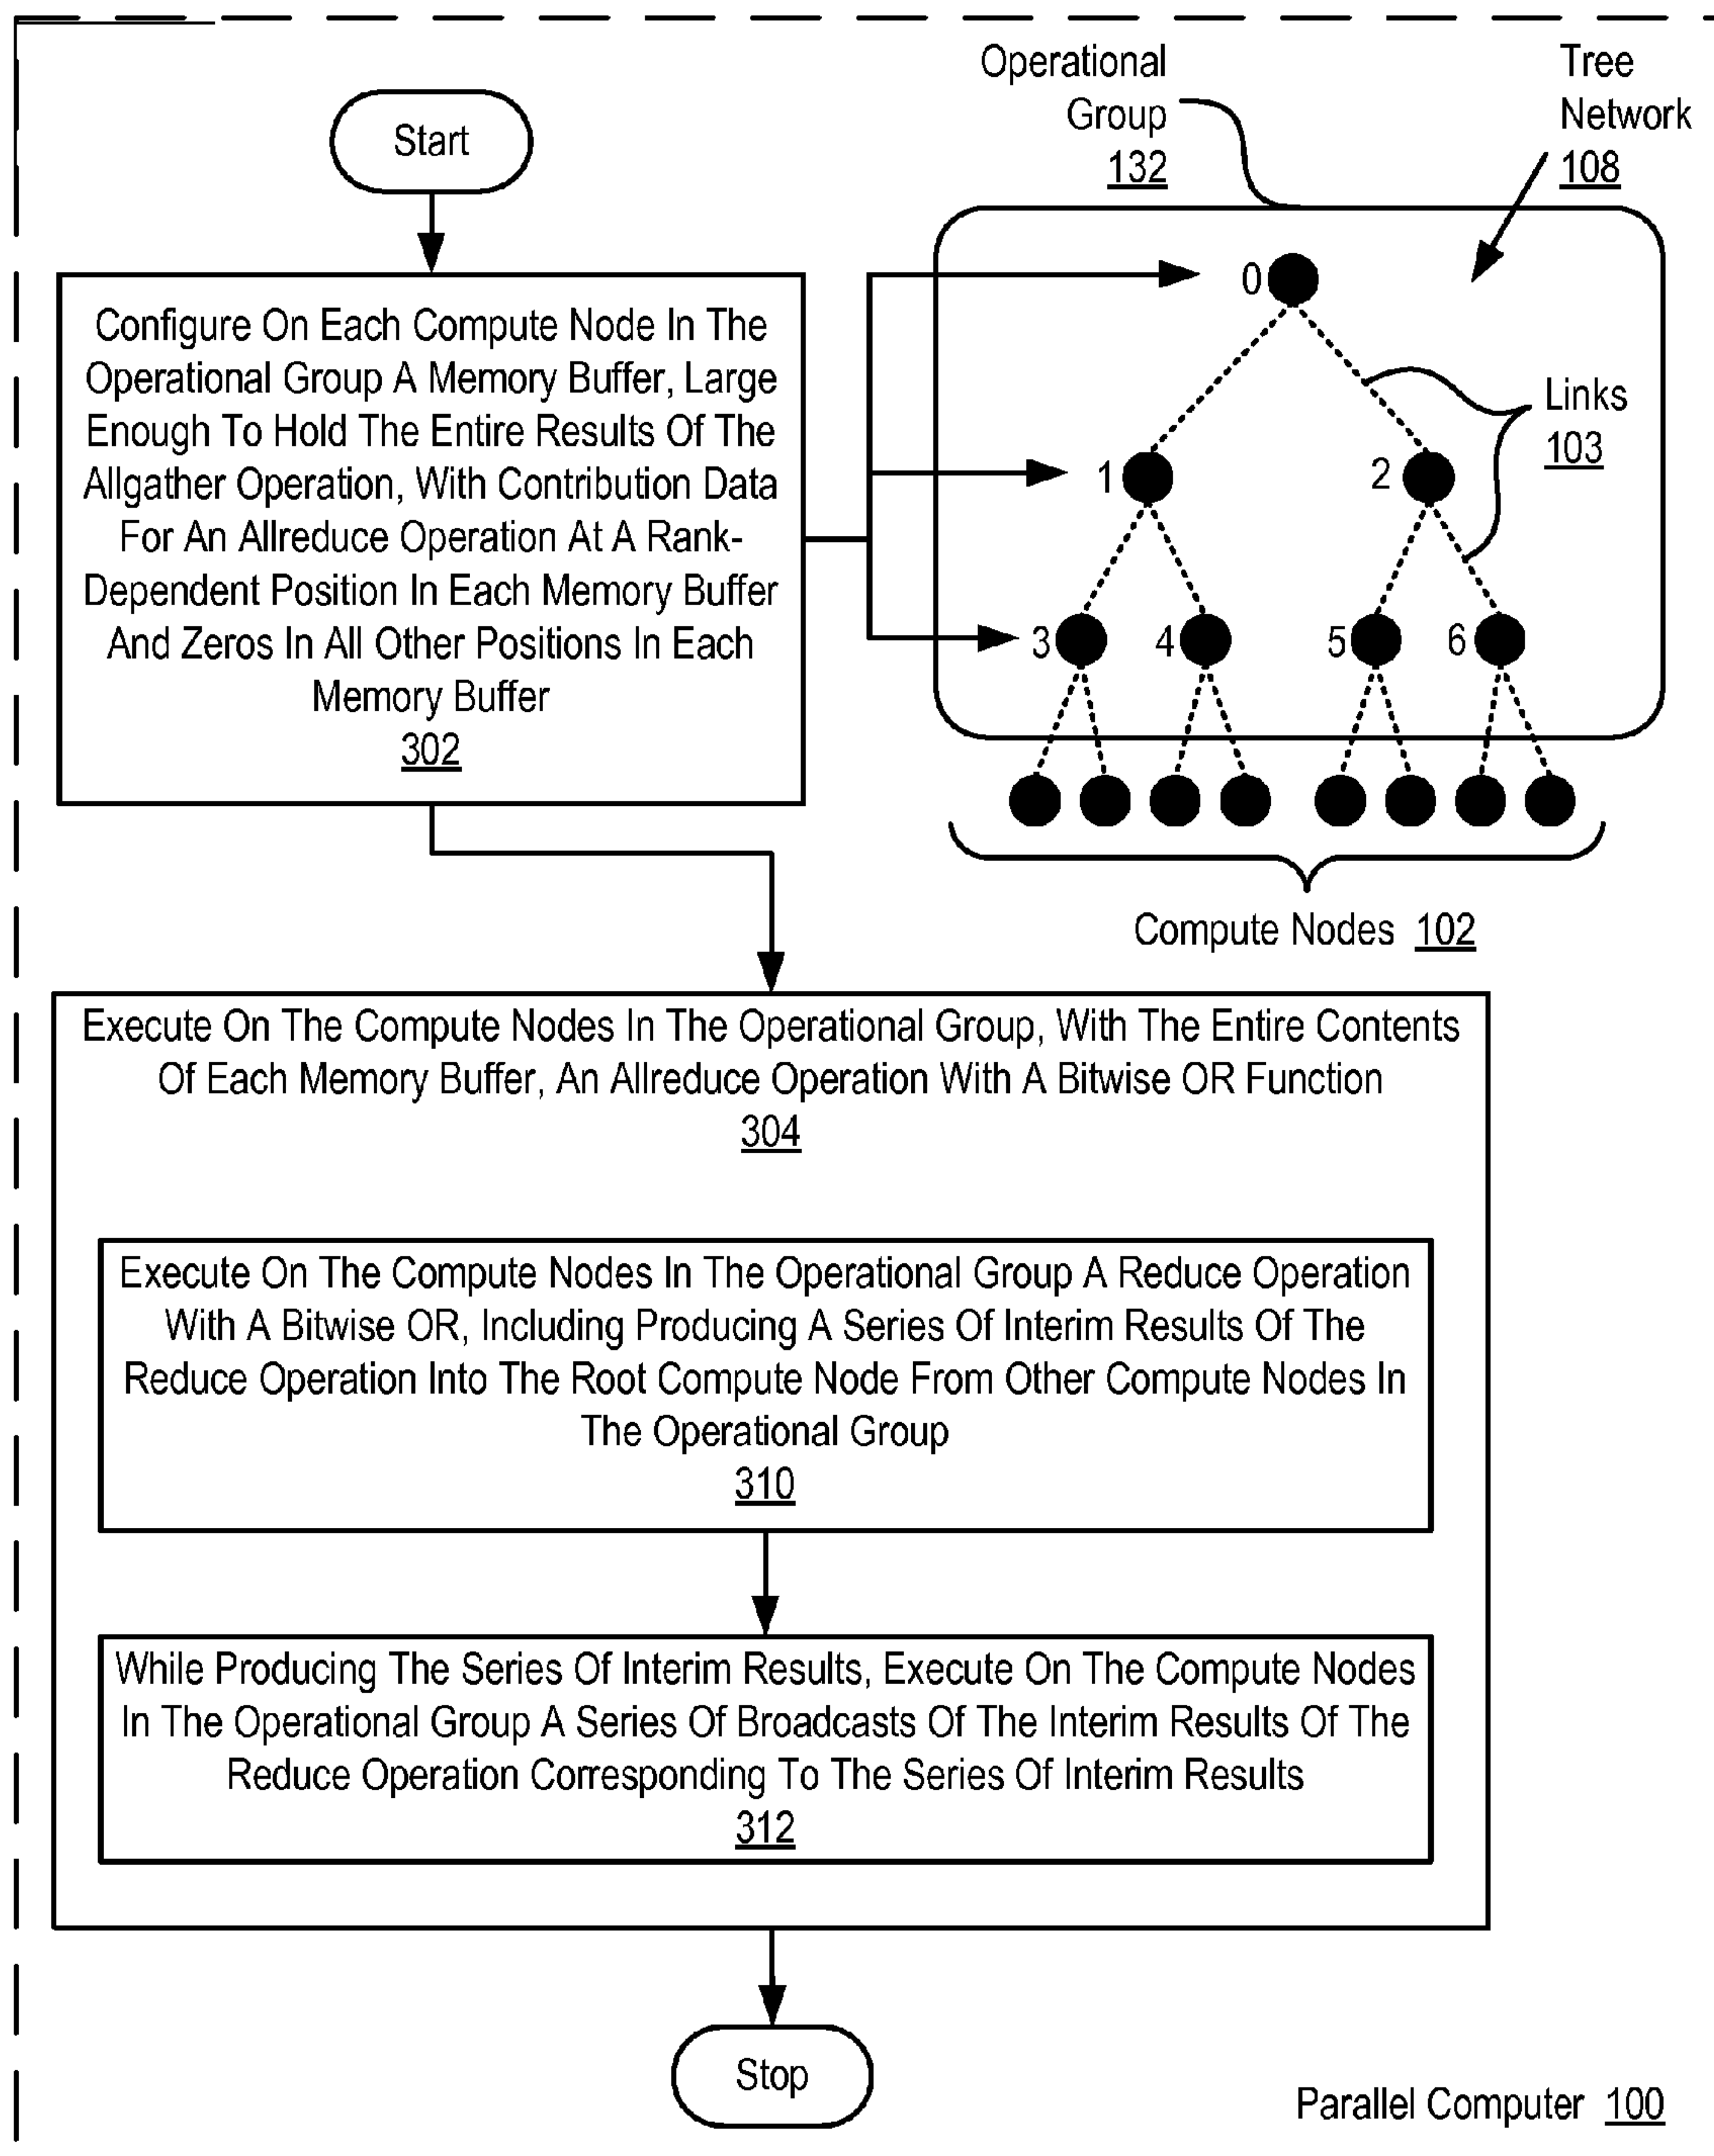 Start
Configure On Each Compute Node In The
Operational Group A Memory Buffer, Large
Enough To Hold The Entire Results Of The
Allgather Operation, With Contribution Data
For An Allreduce Operation At A Rank-
Dependent Position In Each Memory Buffer
And Zeros In All Other Positions In Each
Memory Buffer
302
Operational
Group
132
Tree
Network
108
0
Links
103
1
2
3
4
5
6
Compute Nodes 102
Execute On The Compute Nodes In The Operational Group, With The Entire Contents
Of Each Memory Buffer, An Allreduce Operation With A Bitwise OR Function
304
Execute On The Compute Nodes In The Operational Group A Reduce Operation
With A Bitwise OR, Including Producing A Series Of Interim Results Of The
Reduce Operation Into The Root Compute Node From Other Compute Nodes In
The Operational Group
310
While Producing The Series Of Interim Results, Execute On The Compute Nodes
In The Operational Group A Series Of Broadcasts Of The Interim Results Of The
Reduce Operation Corresponding To The Series Of Interim Results
312
Stop
Parallel Computer 100